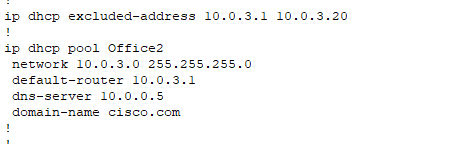 !
ip dhcp excluded-address 10.0.3.1 10.0.3.20
!
ip dhcp pool Office2
 network 10.0.3.0 255.255.255.0
 default-router 10.0.3.1
 dns-server 10.0.0.5
 domain-name cisco.com
!
!